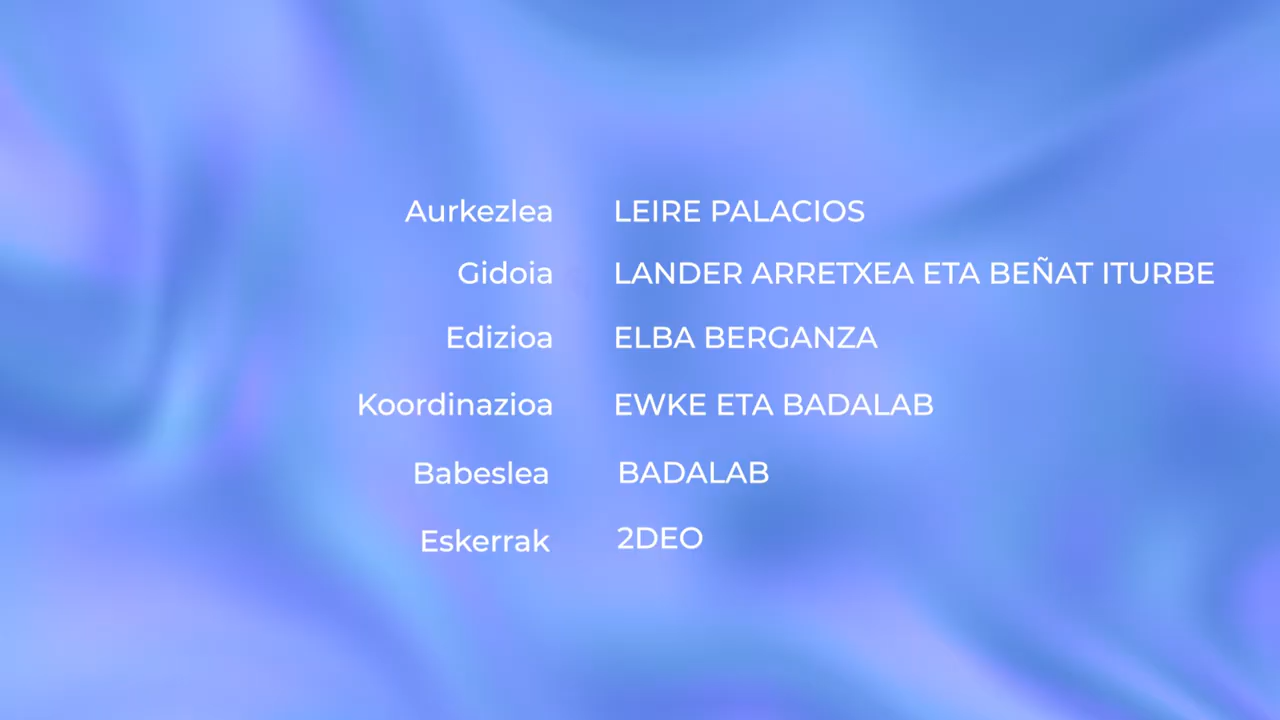 Aurkezlea LEIRE PALACIOS
Gidoia LANDER ARRETXEA ETA BEÑAT ITURBE
Edizioa ELBA BERGANZA
Koordinazioa EWKE ETA BADALAB
Babeslea BADALAB
Eskerrak 2DEO